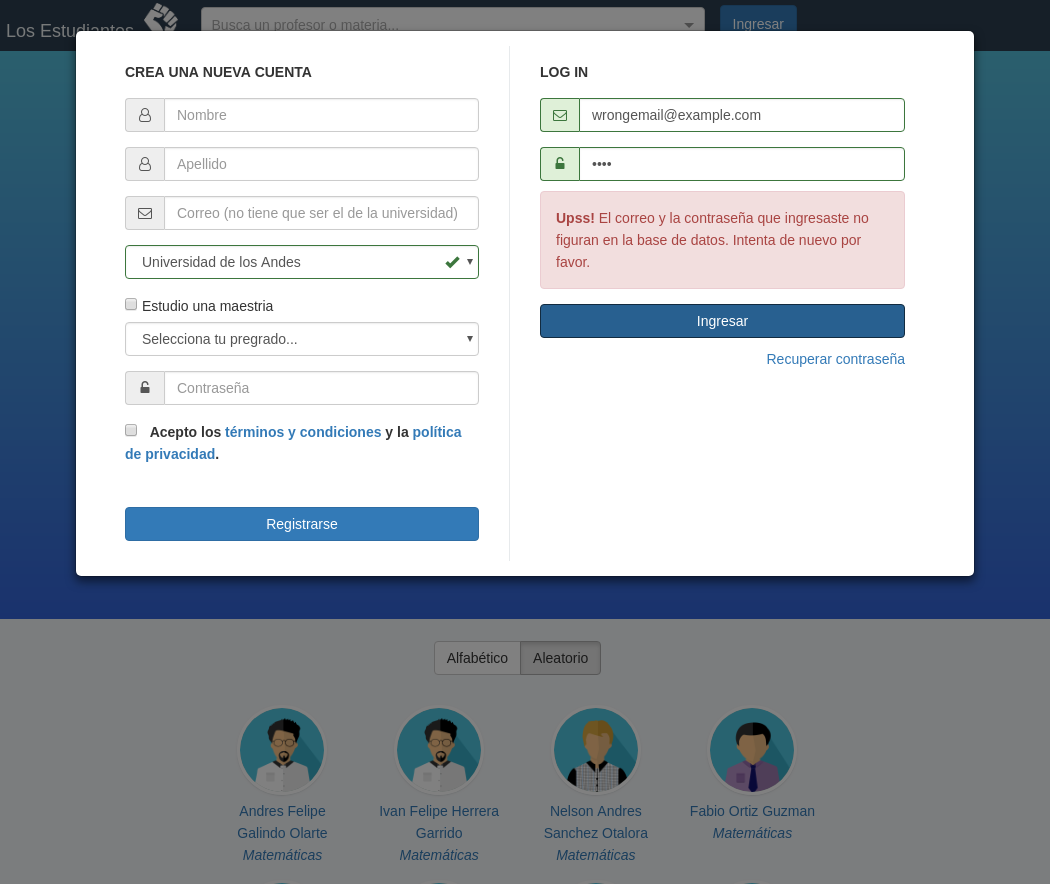 Los Estudiantes
Busca un profesor o materia...
Ingresar
CREA UNA NUEVA CUENTA
Nombre
Apellido
Correo (no tiene que ser el de la universidad)
Universidad de los Andes
Estudio una maestria
Selecciona tu pregrado...
Contraseña
Acepto los términos y condiciones y la política
de privacidad.
Registrarse
LOG IN
wrongemail@example.com
••••
Upss! El correo y la contraseña que ingresaste no
figuran en la base de datos. Intenta de nuevo por
favor.
Ingresar
Recuperar contraseña
Alfabético
Aleatorio
Andres Felipe
Galindo Olarte
Matemáticas
Ivan Felipe Herrera
Garrido
Matemáticas
Nelson Andres
Sanchez Otalora
Matemáticas
Fabio Ortiz Guzman
Matemáticas